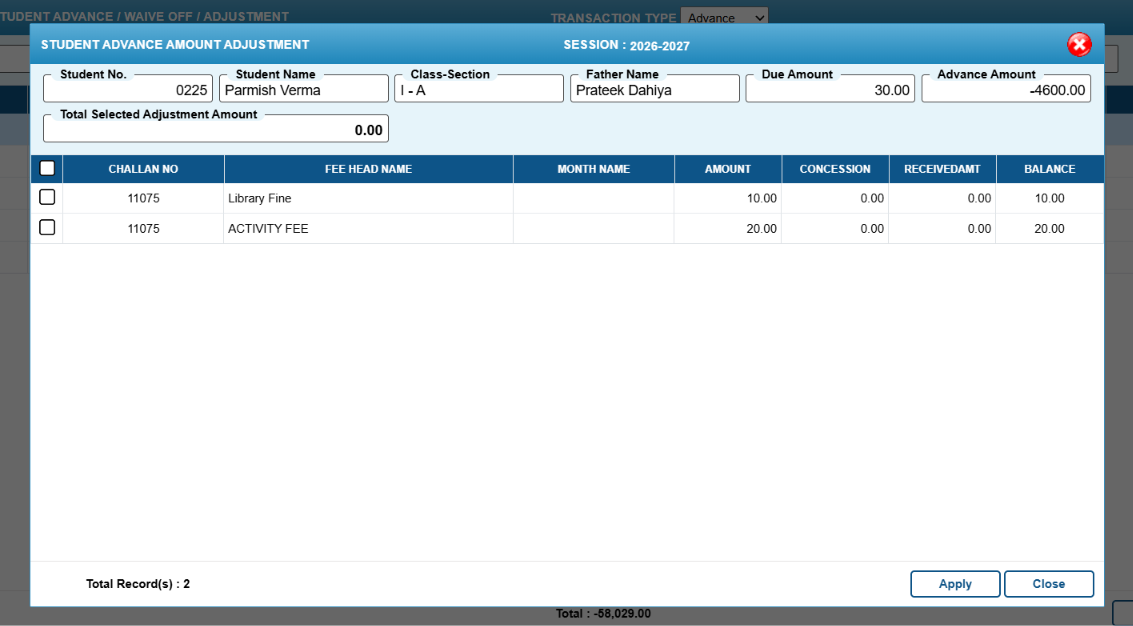 TUDENT ADVANCE / WAIVE OFF / ADJUSTMENT TRANSACTION TYPE Advance
STUDENT ADVANCE AMOUNT ADJUSTMENT SESSION : 2026-2027
Student No. Student Name Class-Section Father Name Due Amount Advance Amount
0225 Parmish Verma I - A Prateek Dahiya 30.00 -4600.00
Total Selected Adjustment Amount
0.00
CHALLAN NO FEE HEAD NAME MONTH NAME AMOUNT CONCESSION RECEIVEDAMT BALANCE
11075 Library Fine 10.00 0.00 0.00 10.00
11075 ACTIVITY FEE 20.00 0.00 0.00 20.00
Total Record(s) : 2 Apply Close
Total : -58,029.00